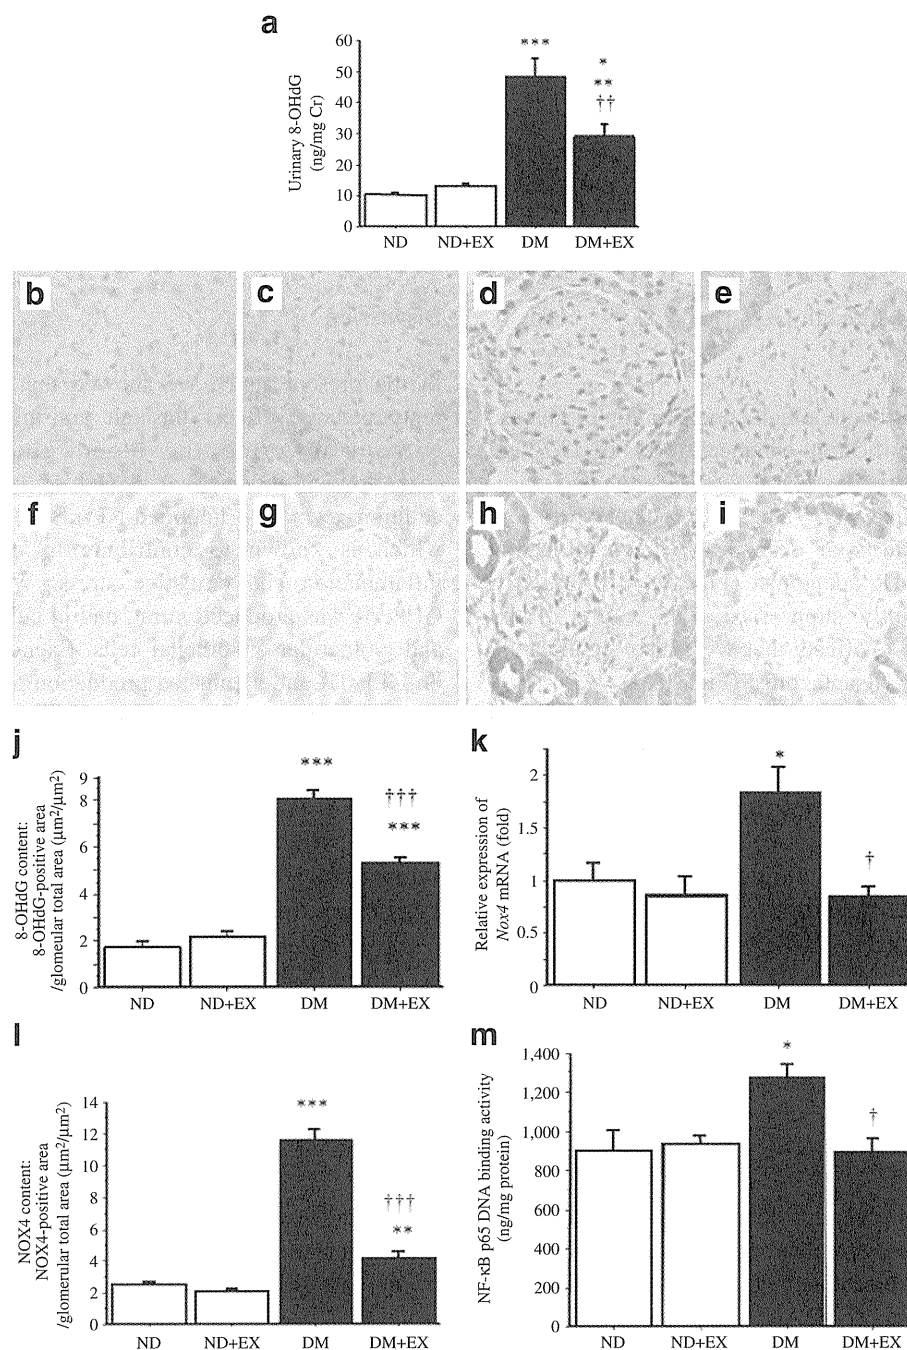 a
Urinary 8-OHdG
(ng/mg Cr)
60
50
40
30
20
10
0
***
*
**
††
ND
ND+EX
DM
DM+EX
b
c
d
e
f
g
h
i
j
8-OHdG content:
8-OHdG-positive area
/glomeular total area (μm²/μm²)
9
8
6
4
2
0
***
†††
***
ND
ND+EX
DM
DM+EX
k
Relative expression of
Nox4 mRNA (fold)
2
1.5
1
0.5
0
*
†
ND
ND+EX
DM
DM+EX
l
NOX4 content:
NOX4-positive area
/glomerular total area (μm²/μm²)
14
12
10
8
6
4
2
0
***
†††
**
ND
ND+EX
DM
DM+EX
m
NF-κB p65 DNA binding activity
(ng/mg protein)
1,400
1,200
1,000
800
600
400
200
0
*
†
ND
ND+EX
DM
DM+EX